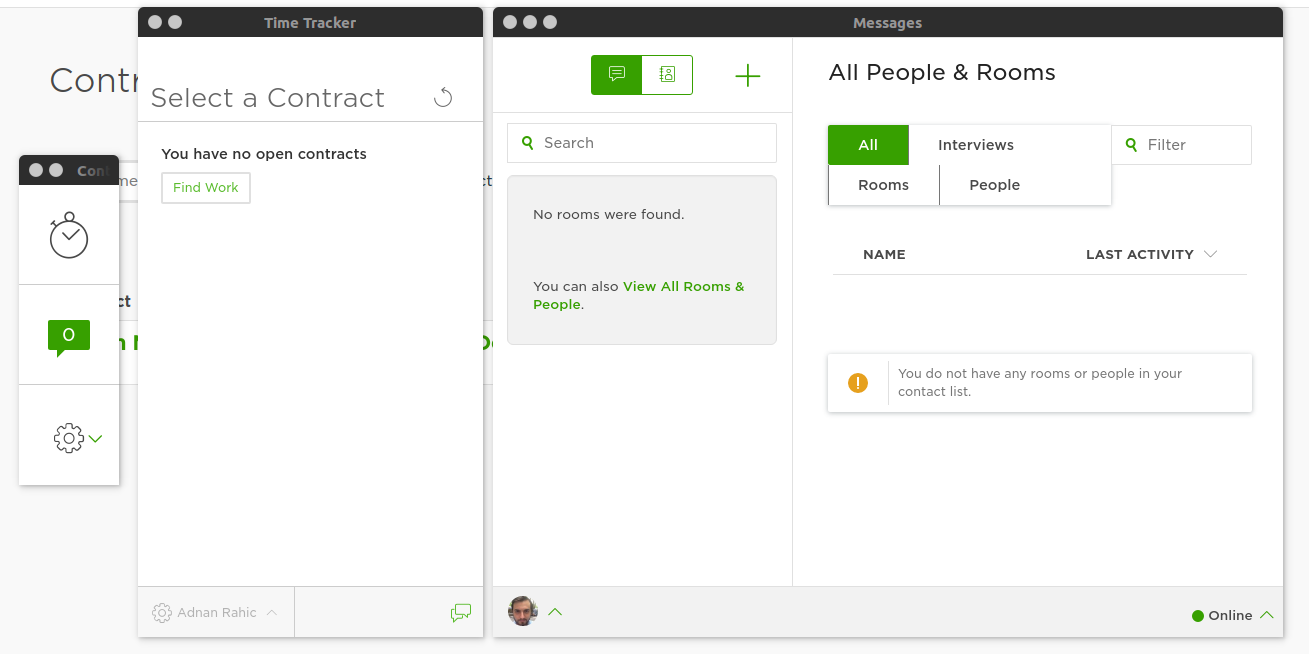 Contr
me
ct
n M
Cont
0
Time Tracker
Select a Contract
You have no open contracts
Find Work
Adnan Rahic
ct
De
Messages
Search
No rooms were found.
You can also View All Rooms &
People.
All People & Rooms
All
Interviews
Filter
Rooms
People
NAME
LAST ACTIVITY
You do not have any rooms or people in your
contact list.
Online